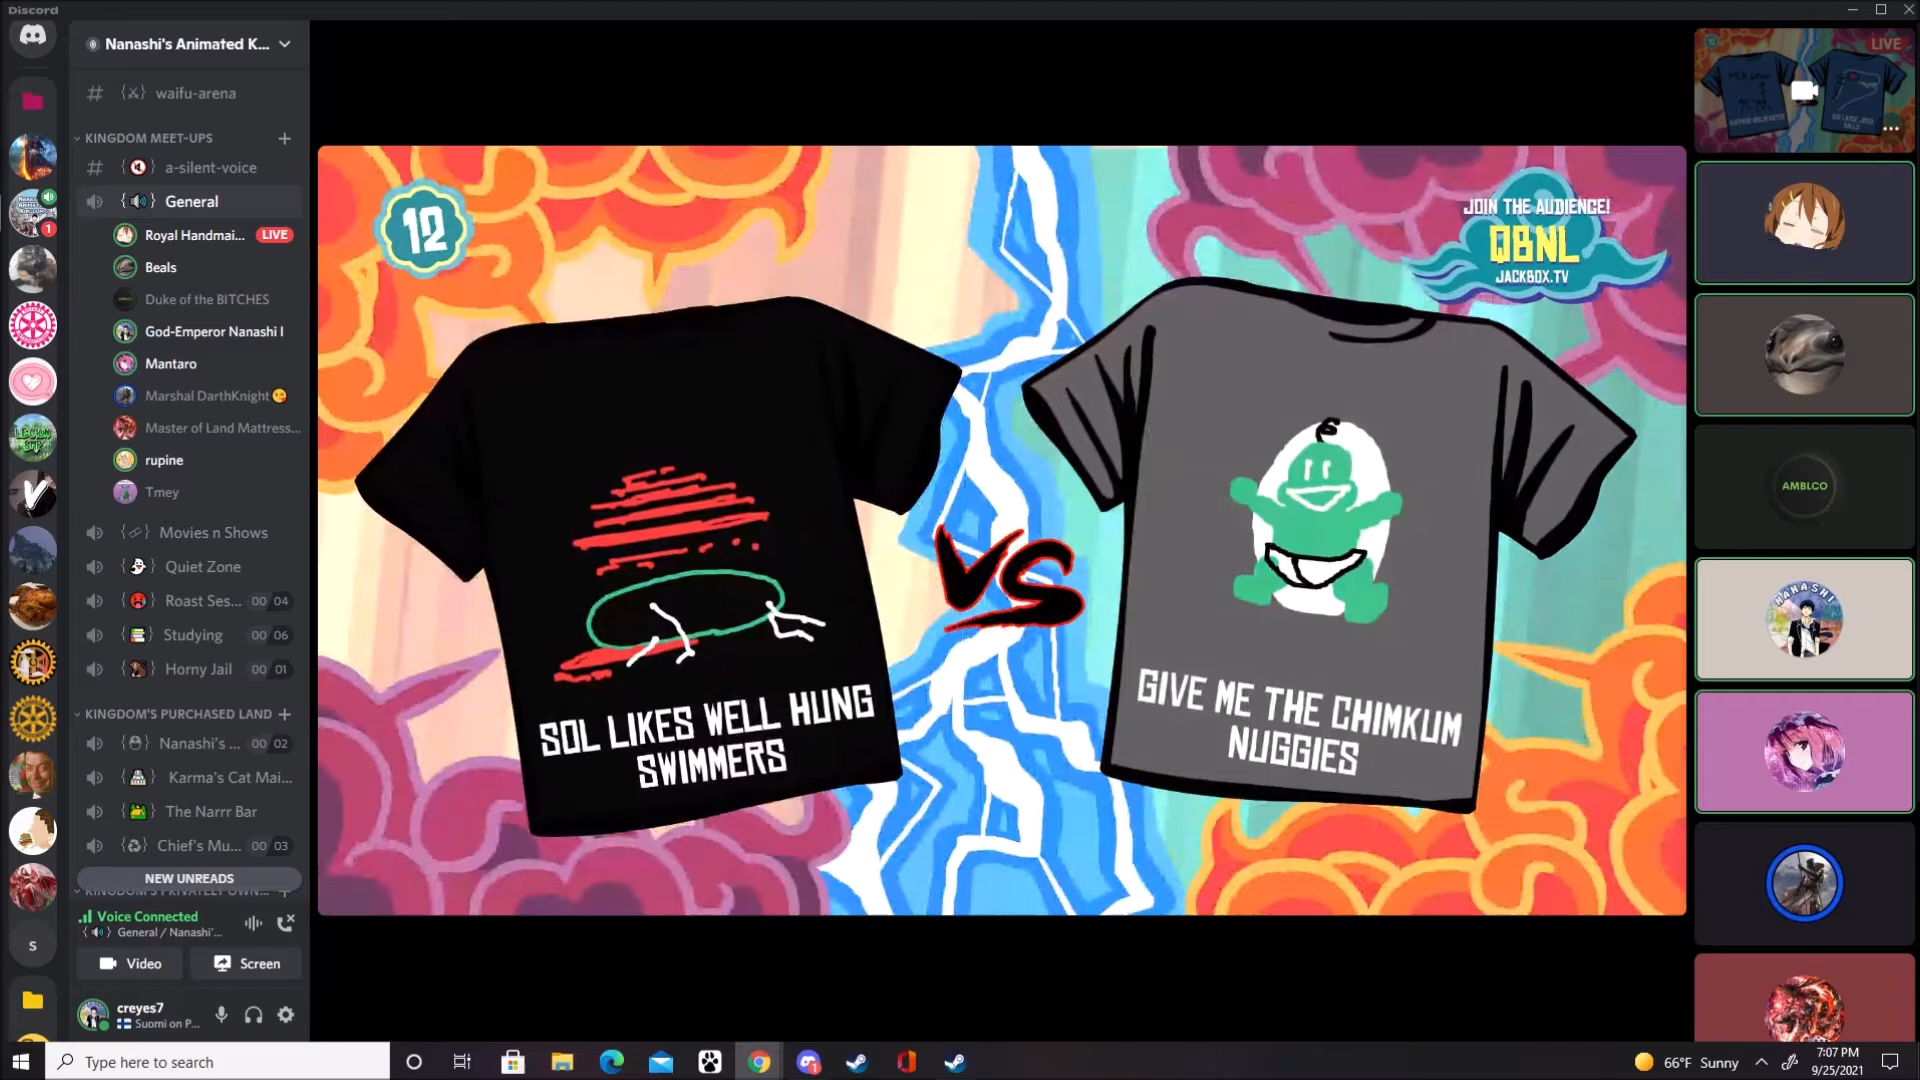 Discord
Nanashi's Animated K...
waifu-arena
KINGDOM MEET-UPS
a-silent-voice
General
Royal Handmai... LIVE
Beals
Duke of the BITCHES
God-Emperor Nanashi I
Mantaro
Marshal DarthKnight
Master of Land Mattress...
rupine
Tmey
Movies n Shows
Quiet Zone
Roast Ses... 00 04
Studying 00 06
Horny Jail 00 01
KINGDOM'S PURCHASED LAND
Nanashi's ... 00 02
Karma's Cat Mai...
The Narrr Bar
Chief's Mu... 00 03
NEW UNREADS
Voice Connected
General / Nanashi'...
Video
Screen
creyes7
Suomi on P...
S
12
JOIN THE AUDIENCE!
QBNL
JACKBOX.TV
SOL LIKES WELL HUNG
SWIMMERS
VS
GIVE ME THE CHIMKUM
NUGGIES
LIVE
AMBLCO
NANASHI
Type here to search
66°F Sunny
7:07 PM
9/25/2021